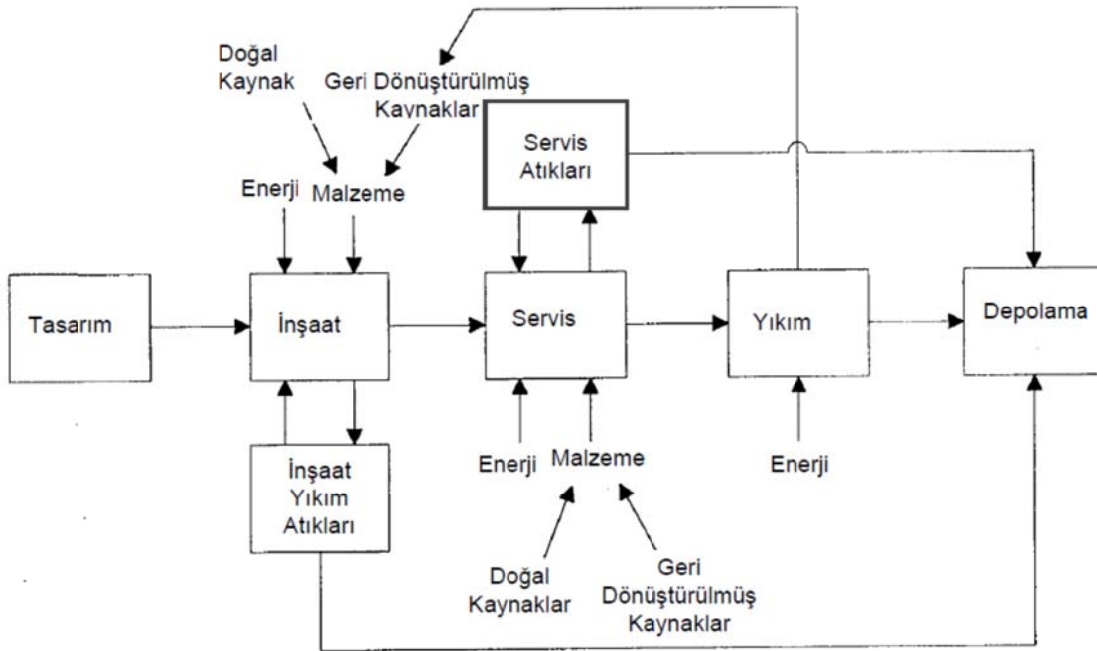 Doğal
Kaynak
Geri Dönüştürülmüş
Kaynaklar
Servis
Atıkları
Enerji
Malzeme
Tasarım
İnşaat
Servis
Yıkım
Depolama
İnşaat
Yıkım
Atıkları
Enerji
Malzeme
Enerji
Doğal
Kaynaklar
Geri
Dönüştürülmüş
Kaynaklar